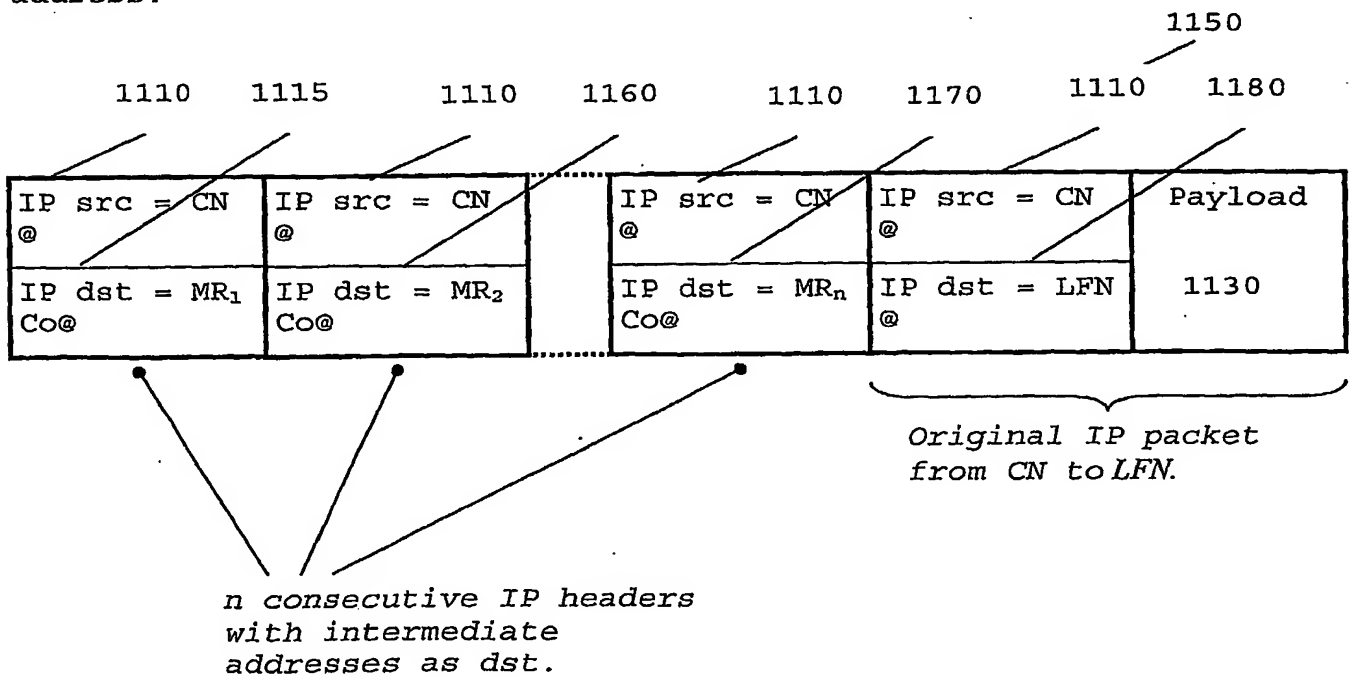 1150
1110 1115 1110 1160 1110 1170 1110 1180
IP src = CN
@
IP dst = MR₁
Co@
IP src = CN
@
IP dst = MR₂
Co@
IP src = CN
@
IP dst = MRₙ
Co@
IP src = CN
@
IP dst = LFN
@
Payload
1130
Original IP packet
from CN to LFN.
n consecutive IP headers
with intermediate
addresses as dst.